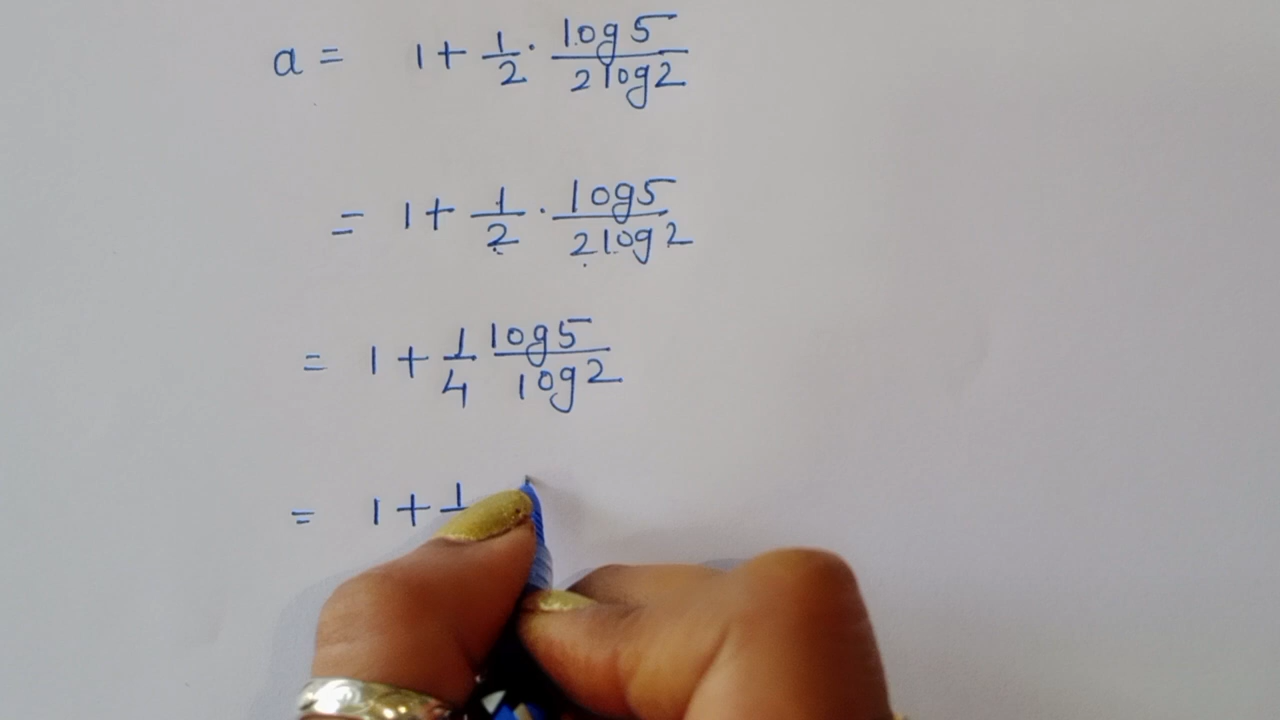 a = 1 + 1/2 · log5/2log2
= 1 + 1/2 · log5/2log2
= 1 + 1/4 log5/log2
= 1 + 1